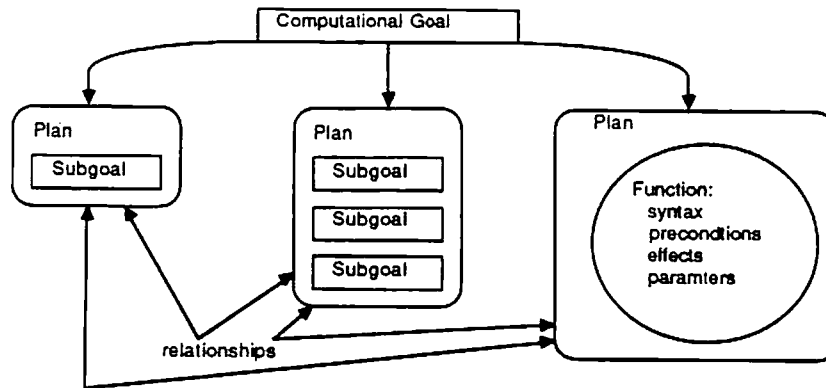 Computational Goal
Plan
Subgoal
Plan
Subgoal
Subgoal
Subgoal
Plan
Function:
syntax
precondtions
effects
paramters
relationships